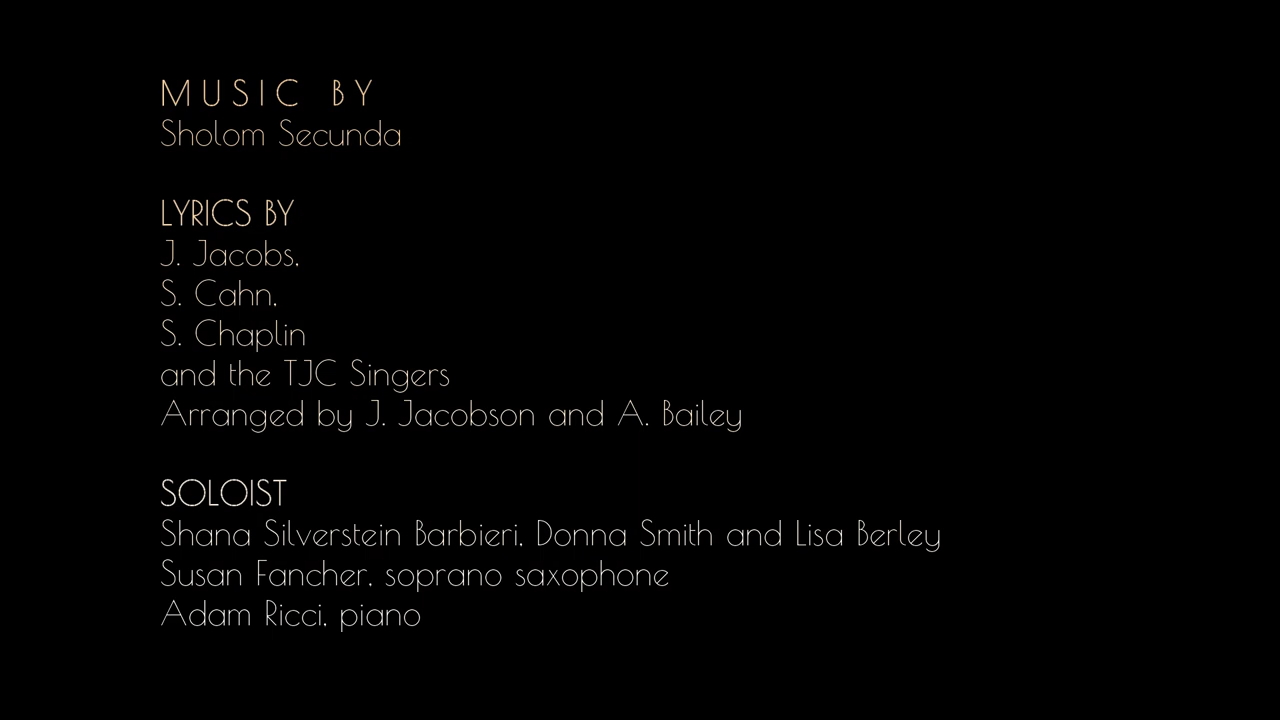 MUSIC BY
Sholom Secunda
LYRICS BY
J. Jacobs,
S. Cahn,
S. Chaplin
and the TJC Singers
Arranged by J. Jacobson and A. Bailey
SOLOIST
Shana Silverstein Barbieri, Donna Smith and Lisa Berley
Susan Fancher, soprano saxophone
Adam Ricci, piano